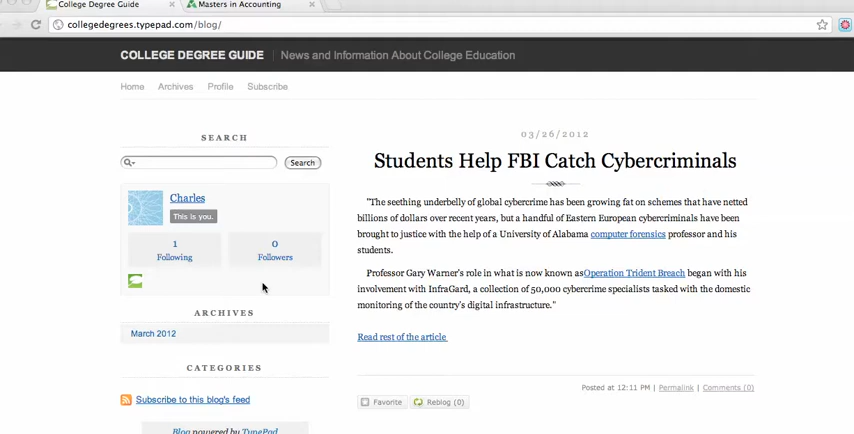 College Degree Guide
Masters in Accounting
collegedegrees.typepad.com/blog/
COLLEGE DEGREE GUIDE
News and Information About College Education
Home Archives Profile Subscribe
SEARCH
Search
Charles
This is you.
1
Following
0
Followers
ARCHIVES
March 2012
CATEGORIES
Subscribe to this blog's feed
Blog powered by TypePad
03/26/2012
Students Help FBI Catch Cybercriminals
"The seething underbelly of global cybercrime has been growing fat on schemes that have netted
billions of dollars over recent years, but a handful of Eastern European cybercriminals have been
brought to justice with the help of a University of Alabama computer forensics professor and his
students.
Professor Gary Warner's role in what is now known asOperation Trident Breach began with his
involvement with InfraGard, a collection of 50,000 cybercrime specialists tasked with the domestic
monitoring of the country's digital infrastructure."
Read rest of the article
Posted at 12:11 PM | Permalink | Comments (0)
Favorite
Reblog (0)